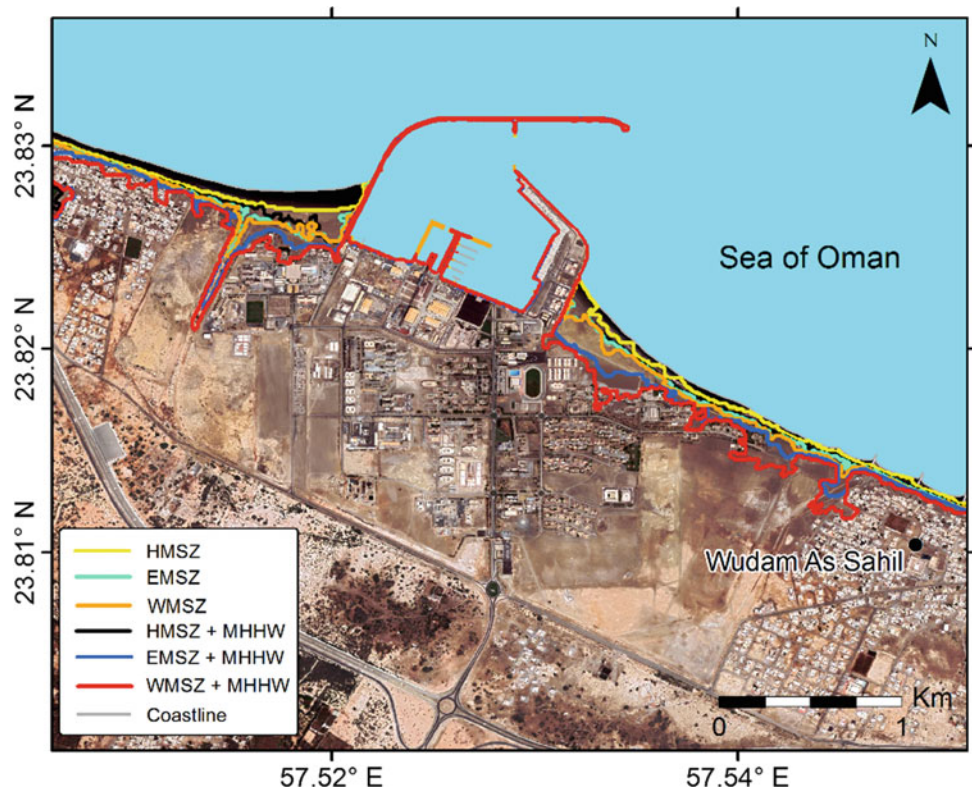 N
23.83° N
23.82° N
23.81° N
Sea of Oman
Wudam As Sahil
HMSZ
EMSZ
WMSZ
HMSZ + MHHW
EMSZ + MHHW
WMSZ + MHHW
Coastline
Km
0 1
57.52° E 57.54° E